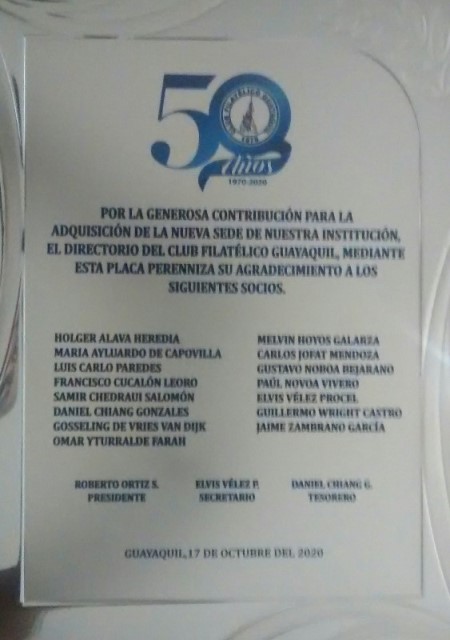 50
CLUB FILATÉLICO GUAYAQUIL
1970
Años
1970-2020
POR LA GENEROSA CONTRIBUCIÓN PARA LA
ADQUISICIÓN DE LA NUEVA SEDE DE NUESTRA INSTITUCIÓN,
EL DIRECTORIO DEL CLUB FILATÉLICO GUAYAQUIL, MEDIANTE
ESTA PLACA PERENNIZA SU AGRADECIMIENTO A LOS
SIGUIENTES SOCIOS.
HOLGER ALAVA HEREDIA
MARIA AYLUARDO DE CAPOVILLA
LUIS CARLO PAREDES
FRANCISCO CUCALÓN LEORO
SAMIR CHEDRAUI SALOMÓN
DANIEL CHIANG GONZALES
GOSSELING DE VRIES VAN DIJK
OMAR YTURRALDE FARAH
MELVIN HOYOS GALARZA
CARLOS JOFAT MENDOZA
GUSTAVO NOBOA BEJARANO
PAÚL NOVOA VIVERO
ELVIS VÉLEZ PROCEL
GUILLERMO WRIGHT CASTRO
JAIME ZAMBRANO GARCÍA
ROBERTO ORTIZ S.
PRESIDENTE
ELVIS VÉLEZ P.
SECRETARIO
DANIEL CHIANG G.
TESORERO
GUAYAQUIL,17 DE OCTUBRE DEL 2020